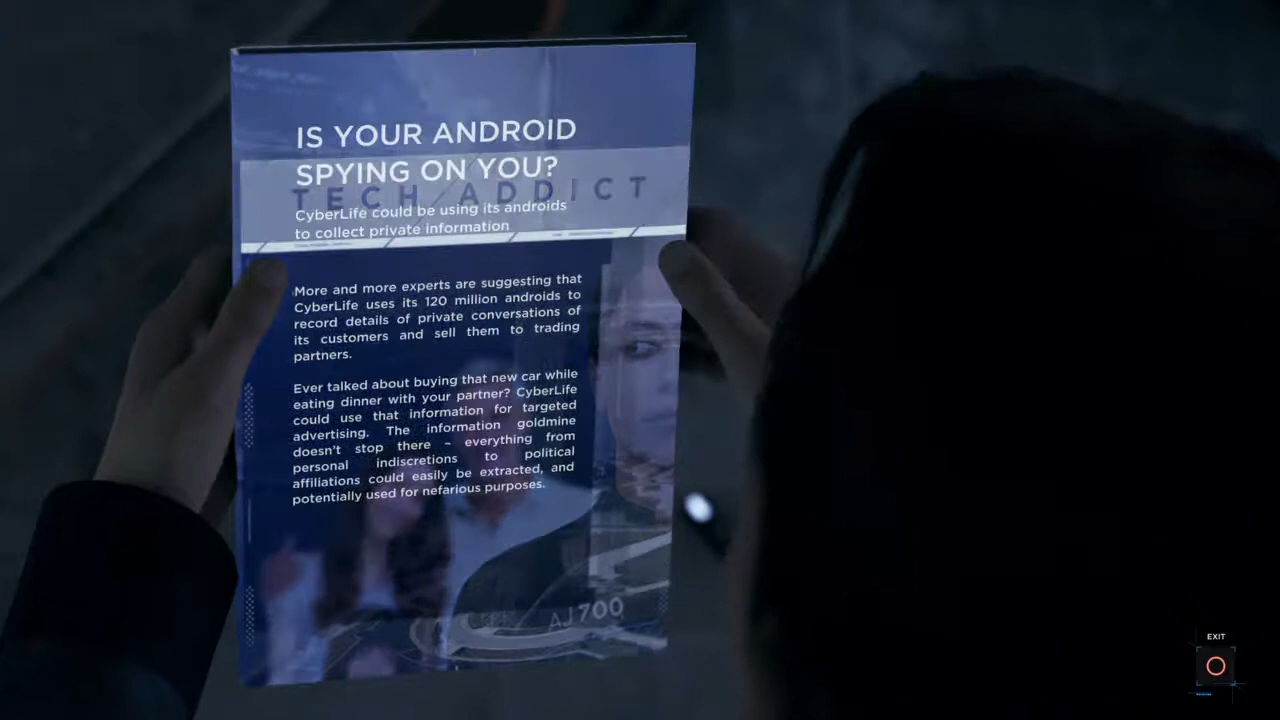 IS YOUR ANDROID
SPYING ON YOU?
TECH ADDICT
CyberLife could be using its androids
to collect private information
More and more experts are suggesting that
CyberLife uses its 120 million androids to
record details of private conversations of
its customers and sell them to trading
partners.
Ever talked about buying that new car while
eating dinner with your partner? CyberLife
could use that information for targeted
advertising. The information goldmine
doesn't stop there – everything from
personal indiscretions to political
affiliations could easily be extracted, and
potentially used for nefarious purposes.
AJ700
EXIT